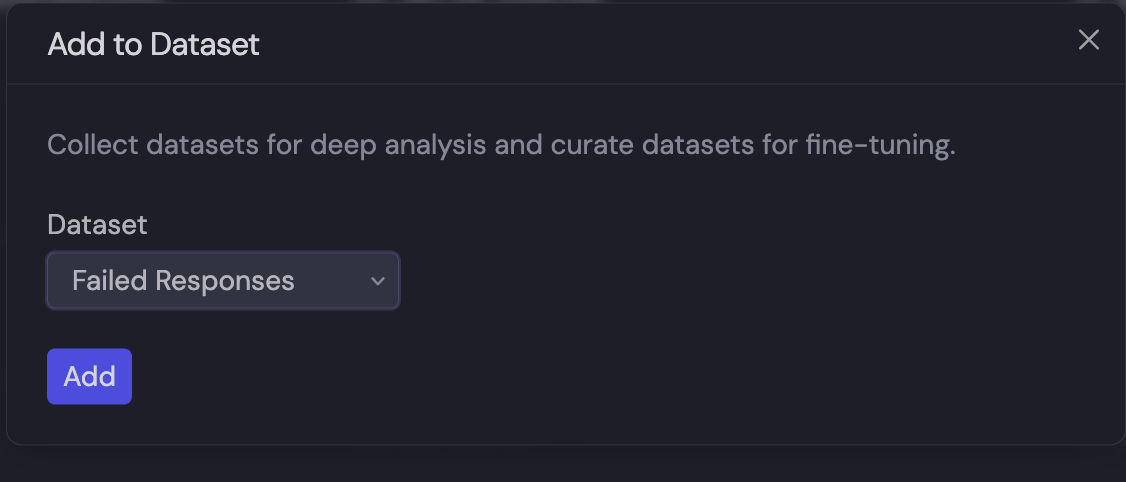 Add to Dataset
Collect datasets for deep analysis and curate datasets for fine-tuning.
Dataset
Failed Responses
Add